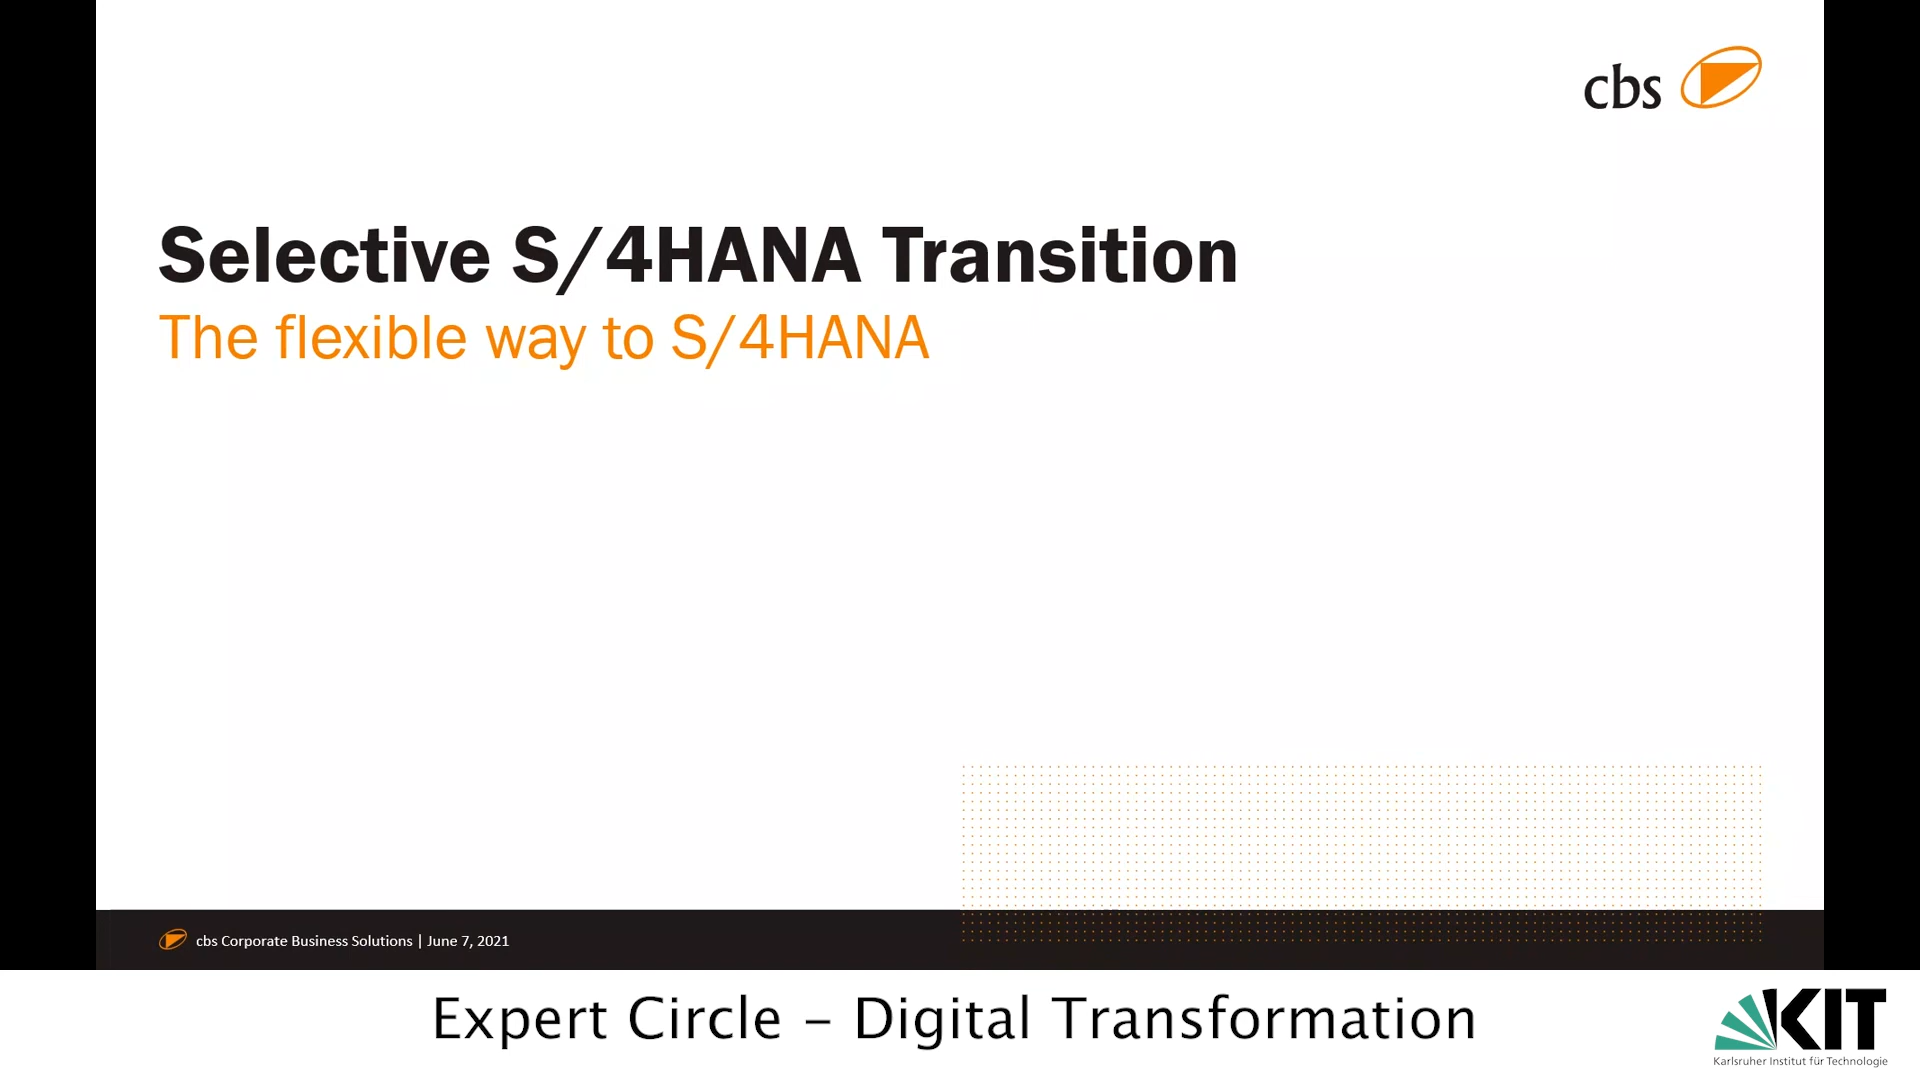 cbs
Selective S/4HANA Transition
The flexible way to S/4HANA
cbs Corporate Business Solutions | June 7, 2021
Expert Circle – Digital Transformation
KIT
Karlsruher Institut für Technologie